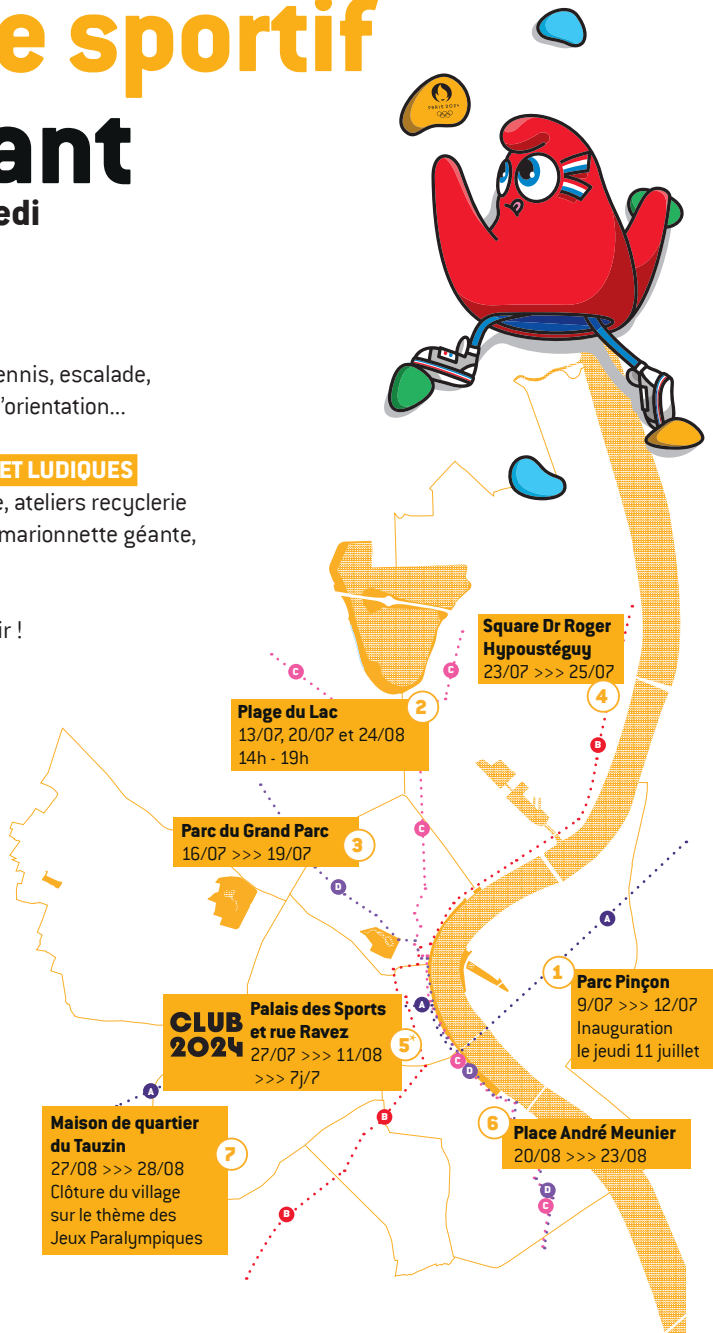 e sportif
ant
edi
PARIS 2024
ennis, escalade,
'orientation...
ET LUDIQUES
e, ateliers recyclerie
marionnette géante,
ir !
Square Dr Roger
Hypoustéguy
23/07 >>> 25/07
4
C
C
2
Plage du Lac
13/07, 20/07 et 24/08
14h - 19h
B
Parc du Grand Parc
16/07 >>> 19/07
3
C
D
A
1
Parc Pinçon
9/07 >>> 12/07
Inauguration
le jeudi 11 juillet
CLUB
2024
Palais des Sports
et rue Ravez
27/07 >>> 11/08
>>> 7j/7
5*
A
C
D
A
B
6
Place André Meunier
20/08 >>> 23/08
Maison de quartier
du Tauzin
27/08 >>> 28/08
Clôture du village
sur le thème des
Jeux Paralympiques
7
D
C
B